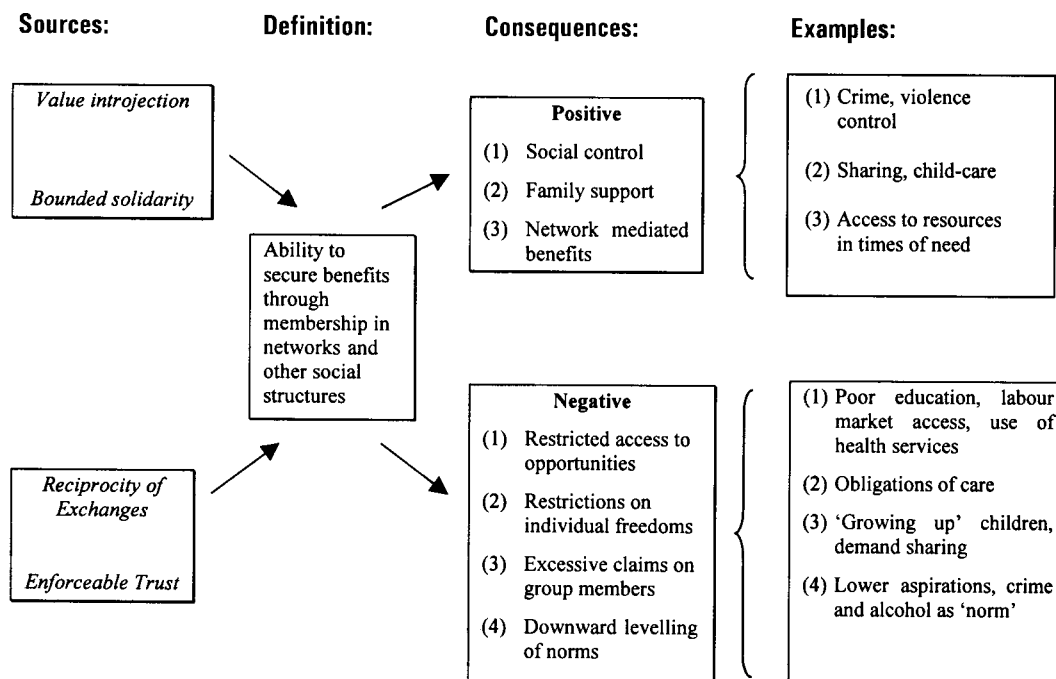 Sources:
Definition:
Consequences:
Examples:
Value introjection
Bounded solidarity
Reciprocity of
Exchanges
Enforceable Trust
Ability to
secure benefits
through
membership in
networks and
other social
structures
Positive
(1) Social control
(2) Family support
(3) Network mediated
benefits
Negative
(1) Restricted access to
opportunities
(2) Restrictions on
individual freedoms
(3) Excessive claims on
group members
(4) Downward levelling
of norms
(1) Crime, violence
control
(2) Sharing, child-care
(3) Access to resources
in times of need
(1) Poor education, labour
market access, use of
health services
(2) Obligations of care
(3) ‘Growing up’ children,
demand sharing
(4) Lower aspirations, crime
and alcohol as ‘norm’